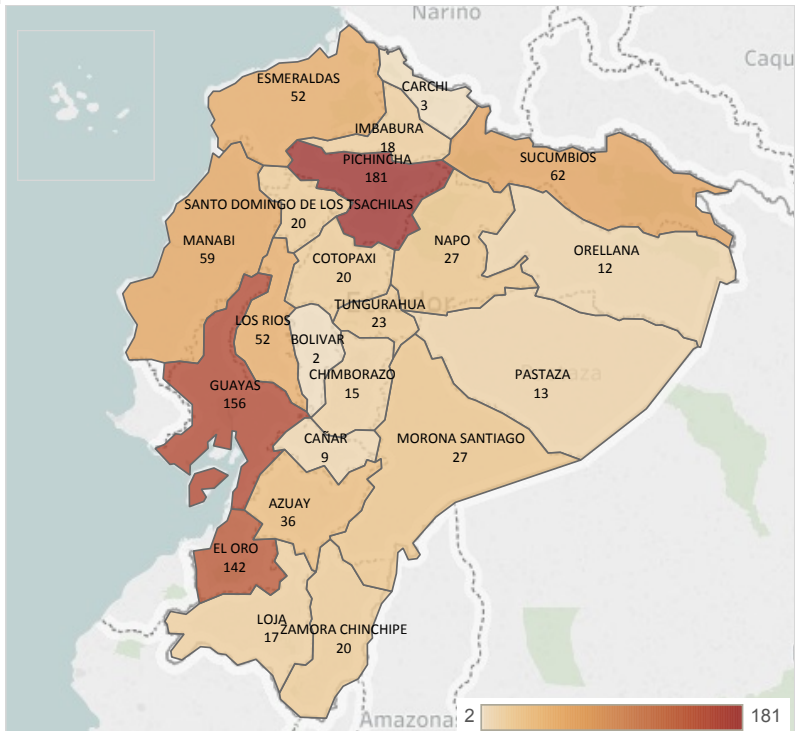 Nariño
Caqu
ESMERALDAS
52
CARCHI
3
IMBABURA
18
PICHINCHA
181
SUCUMBIOS
62
SANTO DOMINGO DE LOS TSACHILAS
20
MANABI
59
NAPO
27
ORELLANA
12
COTOPAXI
20
TUNGURAHUA
23
LOS RIOS
52
BOLIVAR
2
CHIMBORAZO
15
PASTAZA
13
GUAYAS
156
CAÑAR
9
MORONA SANTIAGO
27
AZUAY
36
EL ORO
142
LOJA
17
ZAMORA CHINCHIPE
20
Amazonas
2
181